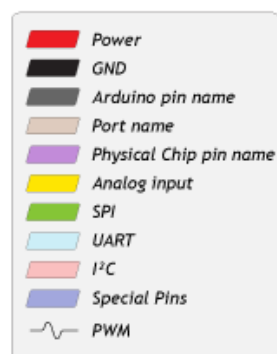 Power
GND
Arduino pin name
Port name
Physical Chip pin name
Analog input
SPI
UART
I²C
Special Pins
PWM